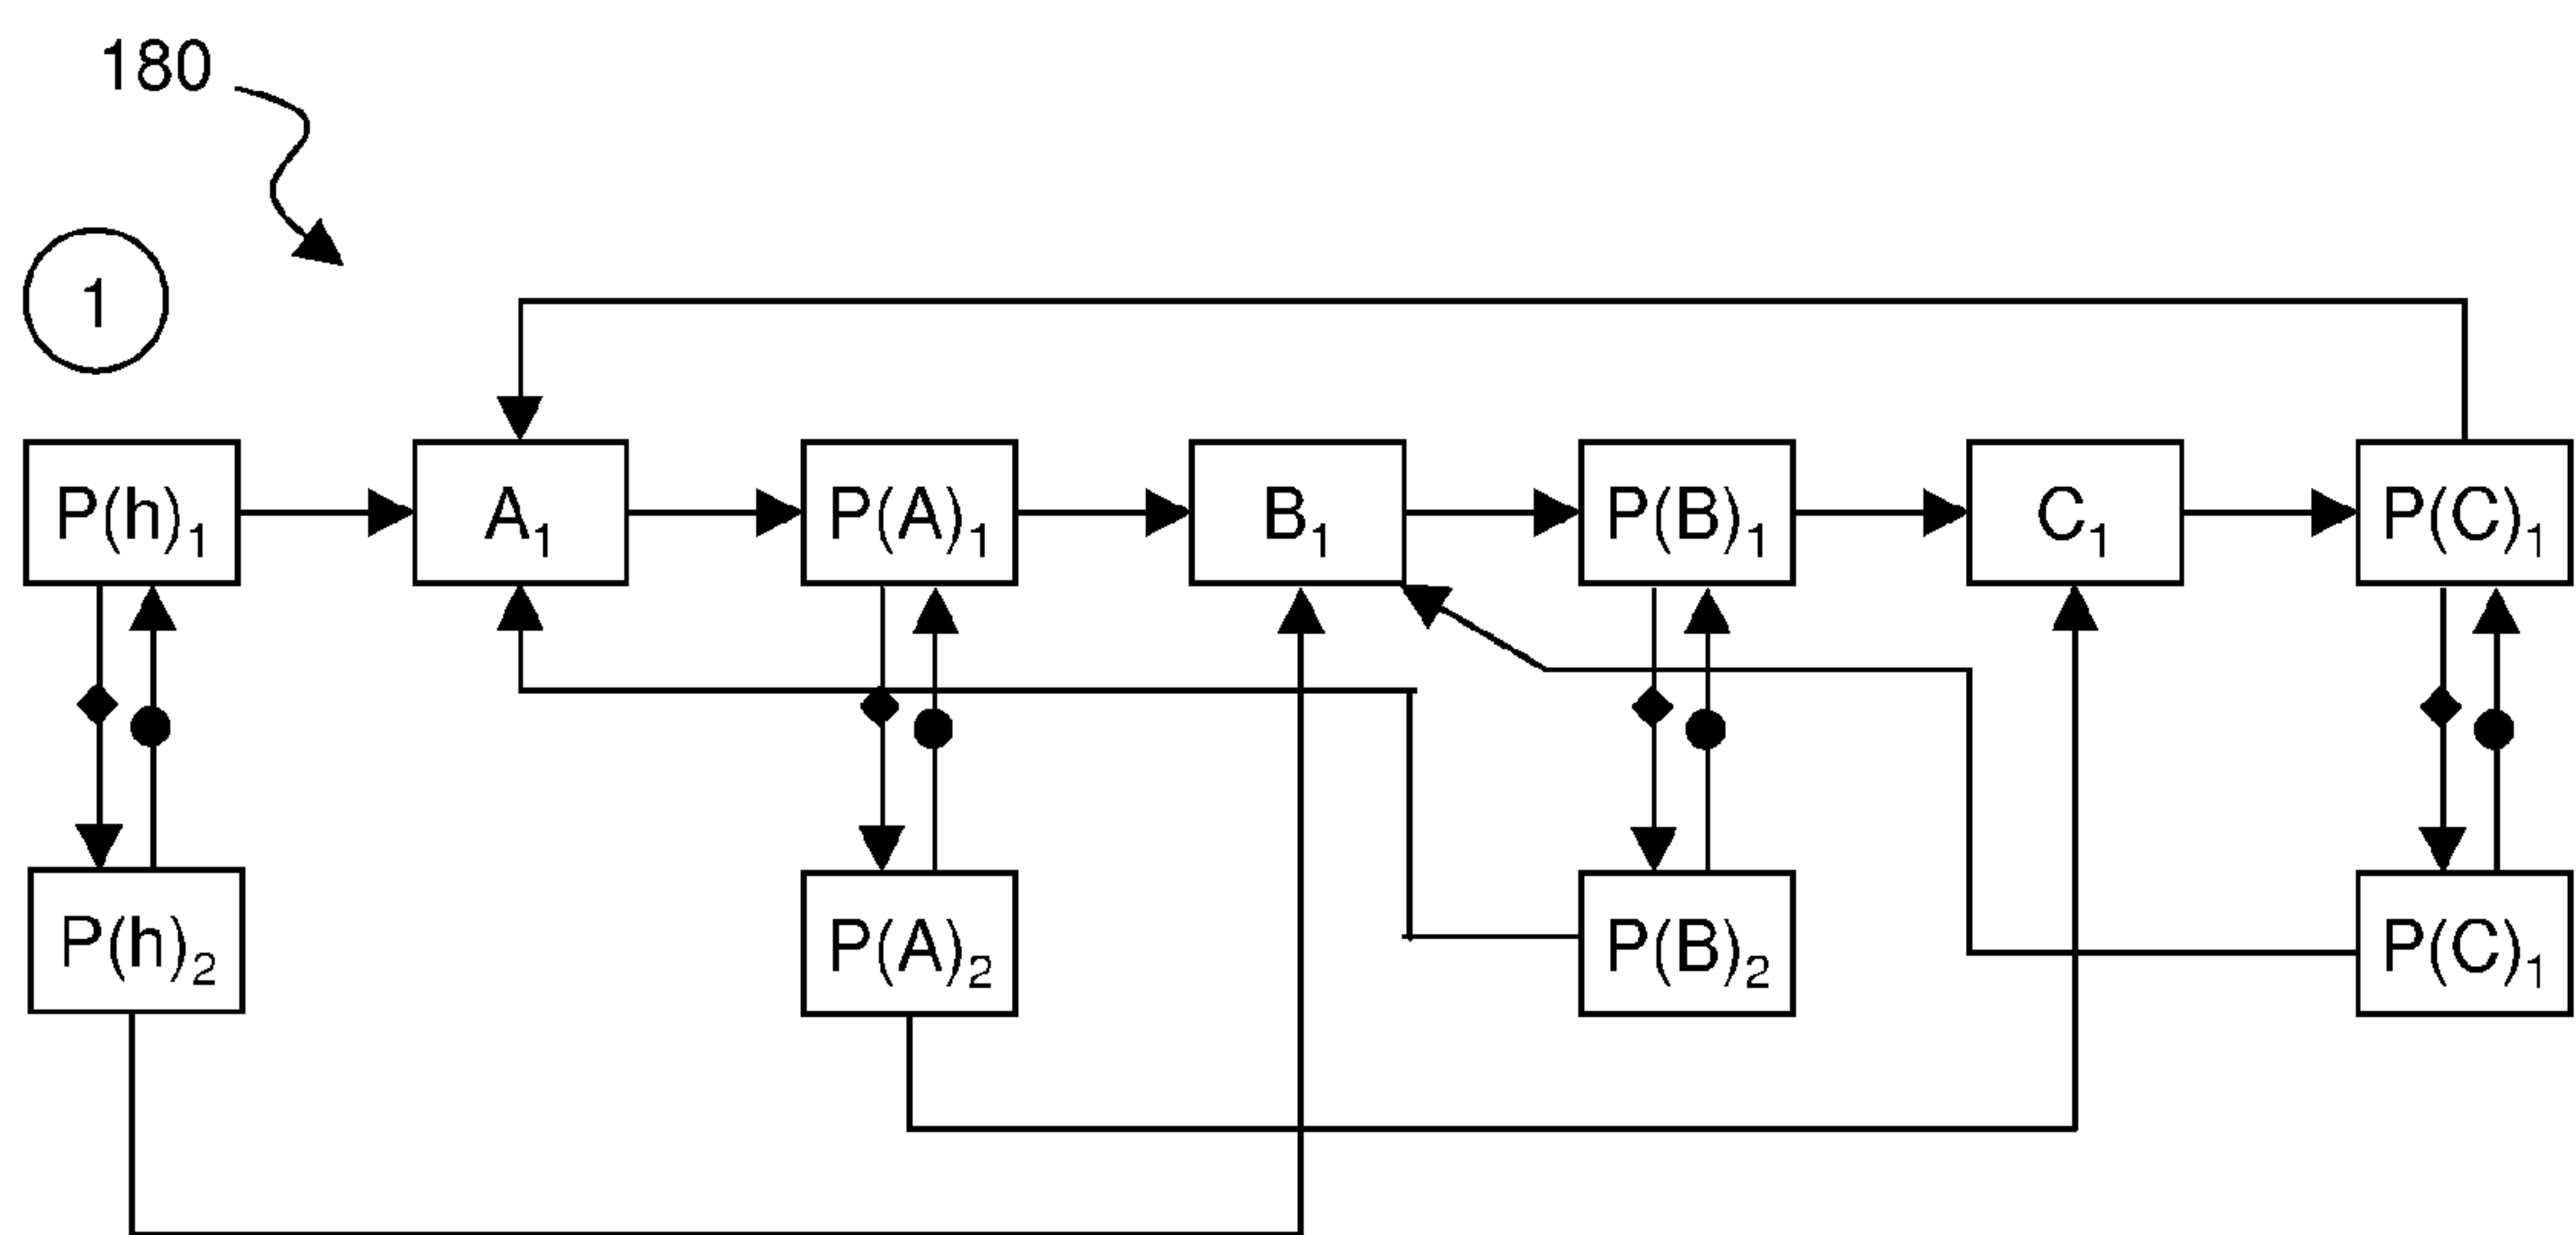 180
1
P(h)₁
A₁
P(A)₁
B₁
P(B)₁
C₁
P(C)₁
P(h)₂
P(A)₂
P(B)₂
P(C)₁